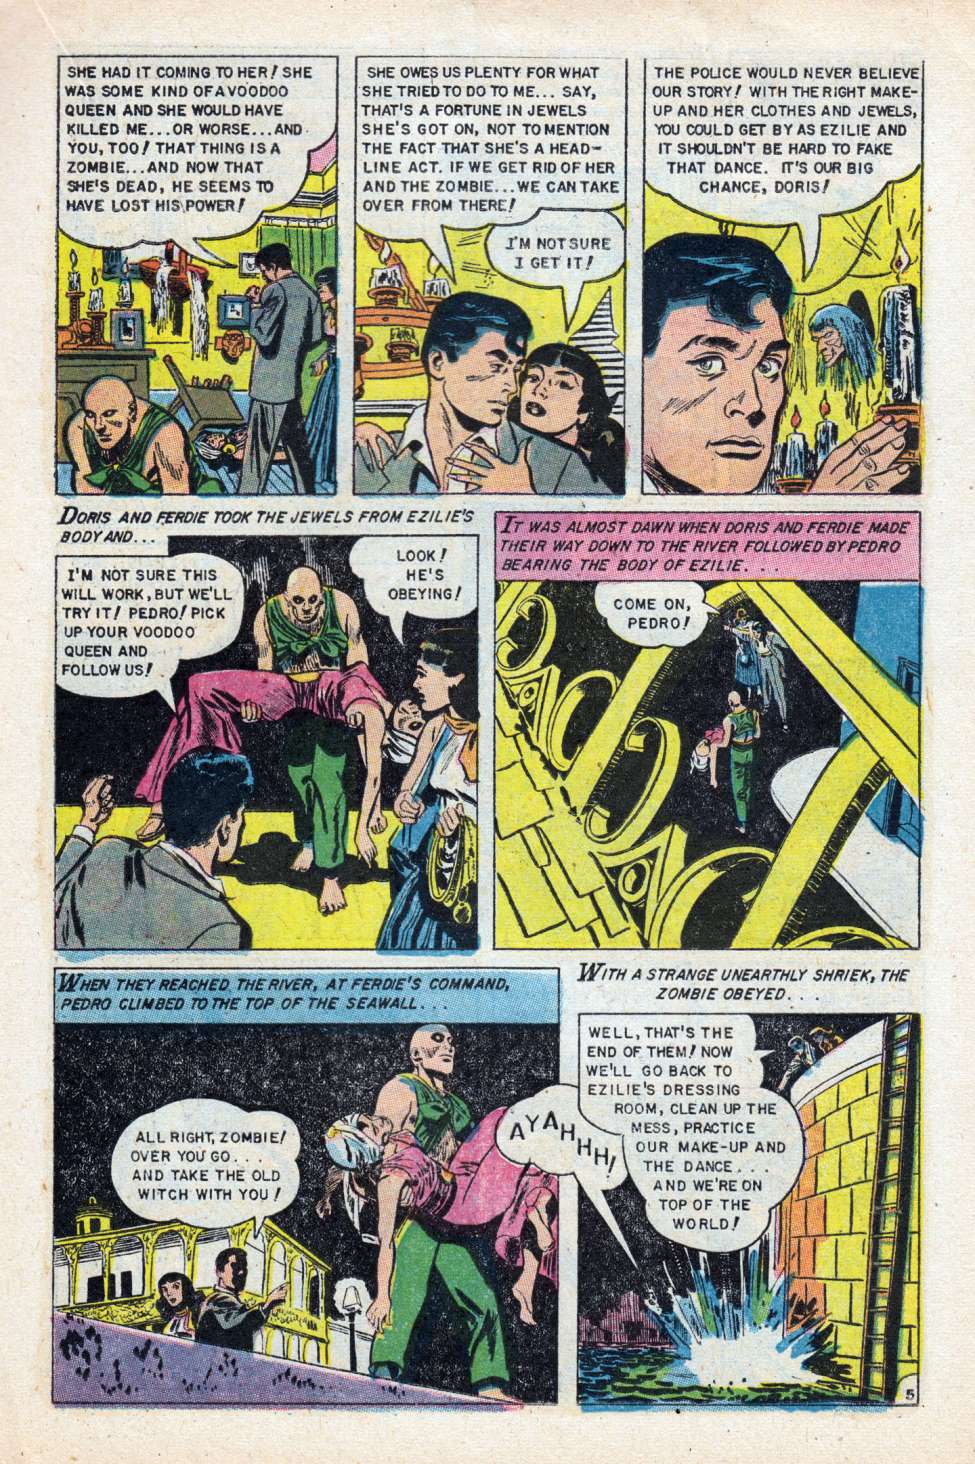 SHE HAD IT COMING TO HER! SHE
WAS SOME KIND OF A VOODOO
QUEEN AND SHE WOULD HAVE
KILLED ME...OR WORSE...AND
YOU, TOO! THAT THING IS A
ZOMBIE...AND NOW THAT
SHE'S DEAD, HE SEEMS TO
HAVE LOST HIS POWER!
SHE OWES US PLENTY FOR WHAT
SHE TRIED TO DO TO ME... SAY,
THAT'S A FORTUNE IN JEWELS
SHE'S GOT ON, NOT TO MENTION
THE FACT THAT SHE'S A HEAD-
LINE ACT. IF WE GET RID OF HER
AND THE ZOMBIE...WE CAN TAKE
OVER FROM THERE!
I'M NOT SURE
I GET IT!
THE POLICE WOULD NEVER BELIEVE
OUR STORY! WITH THE RIGHT MAKE-
UP AND HER CLOTHES AND JEWELS,
YOU COULD GET BY AS EZILIE AND
IT SHOULDN'T BE HARD TO FAKE
THAT DANCE. IT'S OUR BIG
CHANCE, DORIS!
DORIS AND FERDIE TOOK THE JEWELS FROM EZILIE'S
BODY AND...
I'M NOT SURE THIS
WILL WORK, BUT WE'LL
TRY IT! PEDRO! PICK
UP YOUR VOODOO
QUEEN AND
FOLLOW US!
LOOK!
HE'S
OBEYING!
IT WAS ALMOST DAWN WHEN DORIS AND FERDIE MADE
THEIR WAY DOWN TO THE RIVER FOLLOWED BY PEDRO
BEARING THE BODY OF EZILIE...
COME ON,
PEDRO!
WHEN THEY REACHED THE RIVER, AT FERDIE'S COMMAND,
PEDRO CLIMBED TO THE TOP OF THE SEAWALL...
ALL RIGHT, ZOMBIE!
OVER YOU GO...
AND TAKE THE OLD
WITCH WITH YOU!
WITH A STRANGE UNEARTHLY SHRIEK, THE
ZOMBIE OBEYED...
AYAHHH!
WELL, THAT'S THE
END OF THEM! NOW
WE'LL GO BACK TO
EZILIE'S DRESSING
ROOM, CLEAN UP THE
MESS, PRACTICE
OUR MAKE-UP AND
THE DANCE...
AND WE'RE ON
TOP OF THE
WORLD!
5